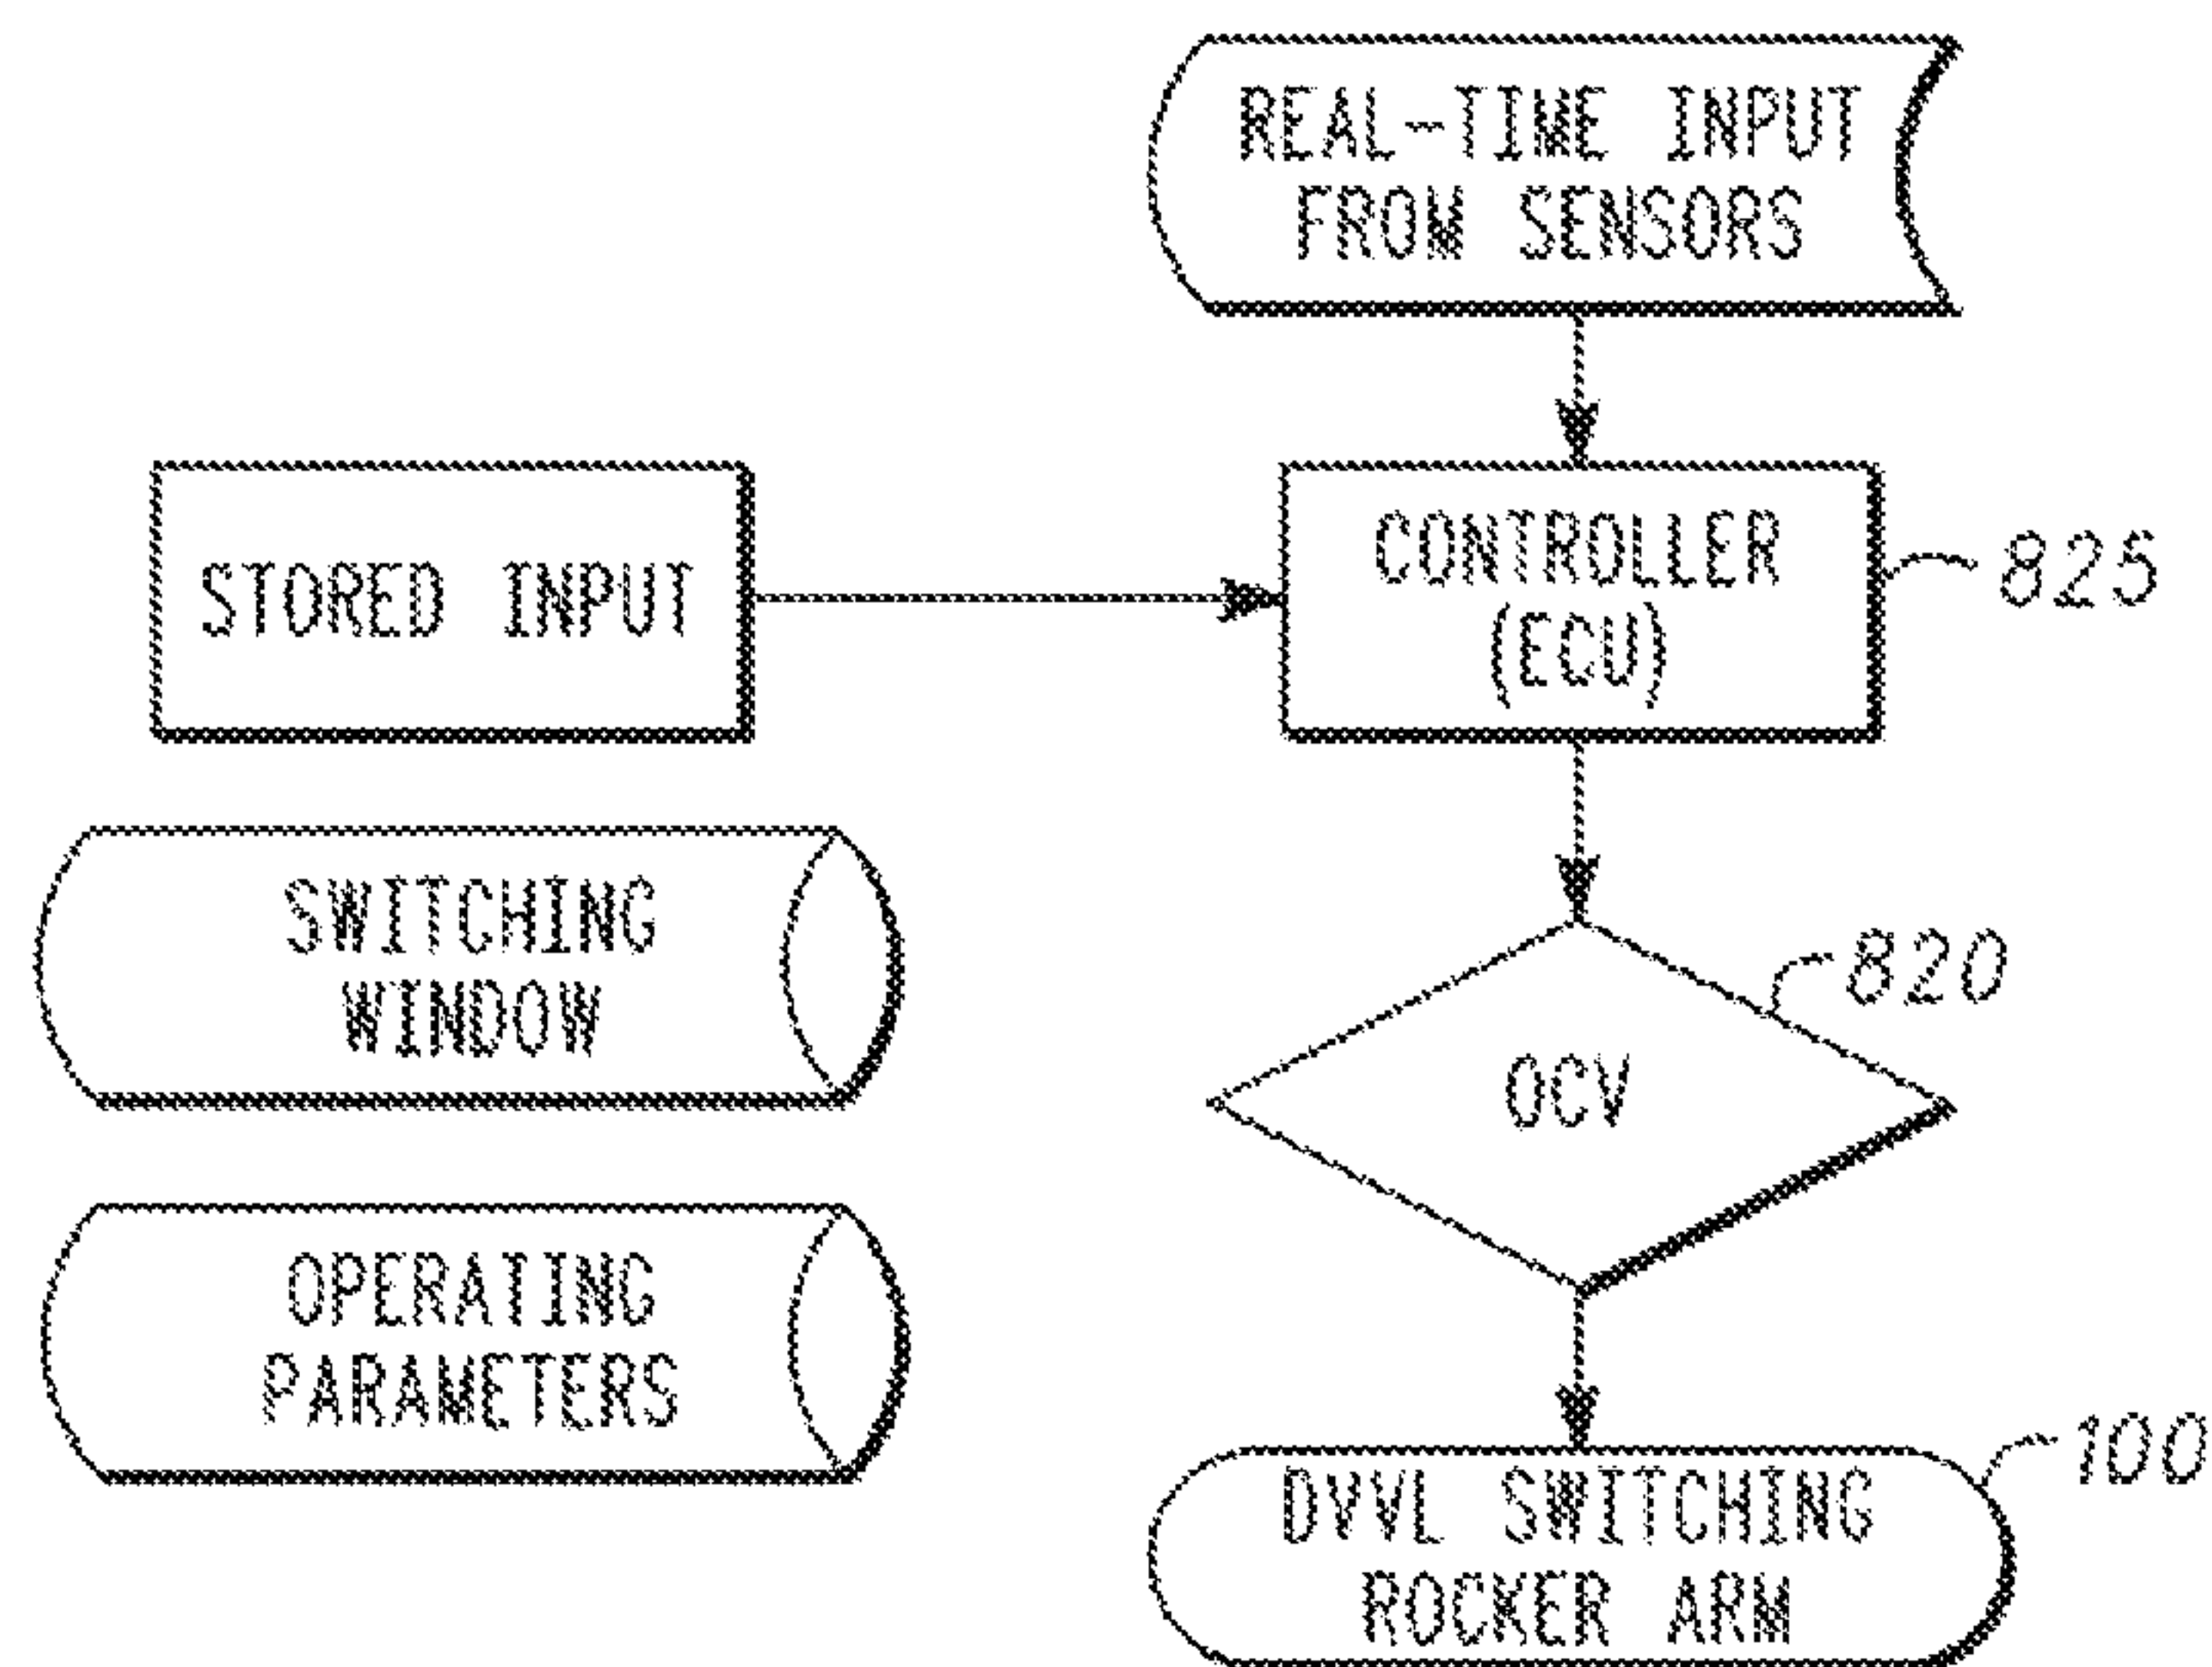 REAL-TIME INPUT
FROM SENSORS
STORED INPUT
CONTROLLER
(ECU)
825
SWITCHING
WINDOW
820
OCV
OPERATING
PARAMETERS
100
DVVL SWITCHING
ROCKER ARM